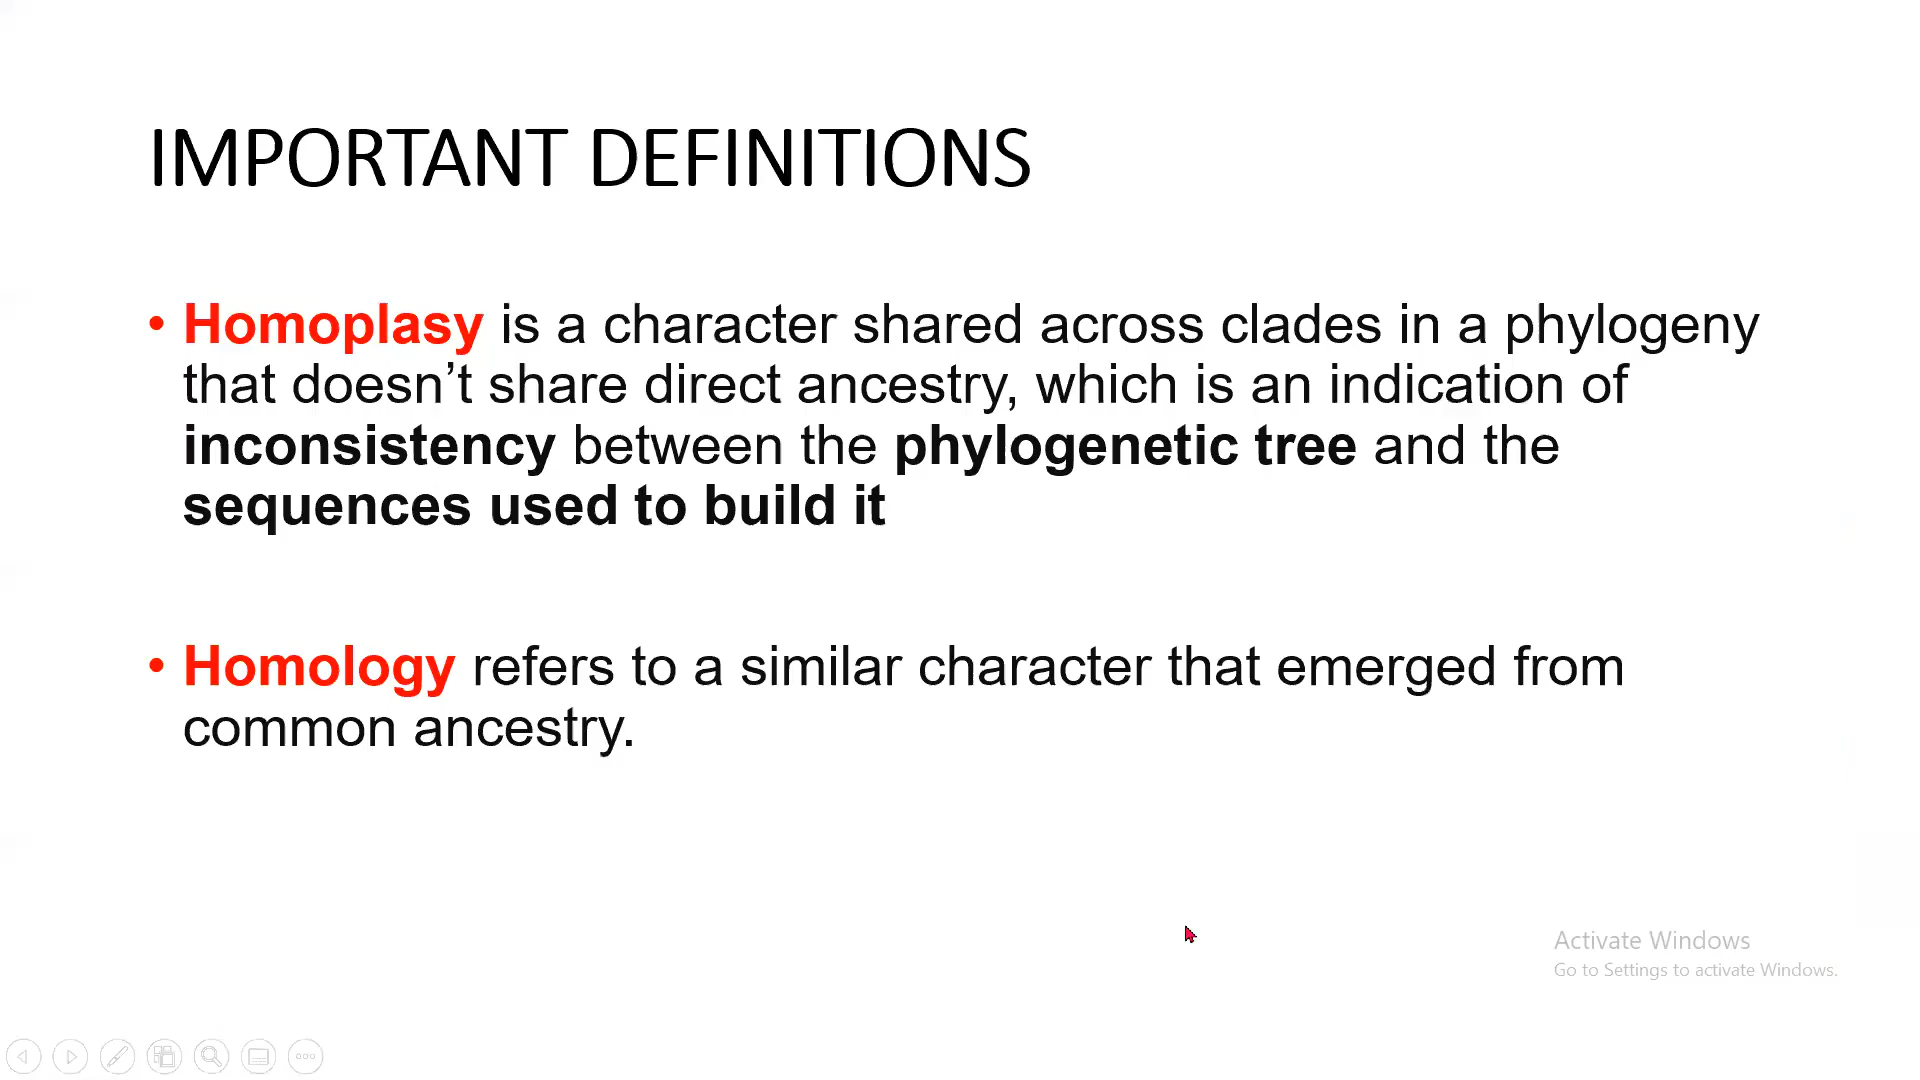 IMPORTANT DEFINITIONS
• Homoplasy is a character shared across clades in a phylogeny
that doesn’t share direct ancestry, which is an indication of
inconsistency between the phylogenetic tree and the
sequences used to build it
• Homology refers to a similar character that emerged from
common ancestry.
Activate Windows
Go to Settings to activate Windows.